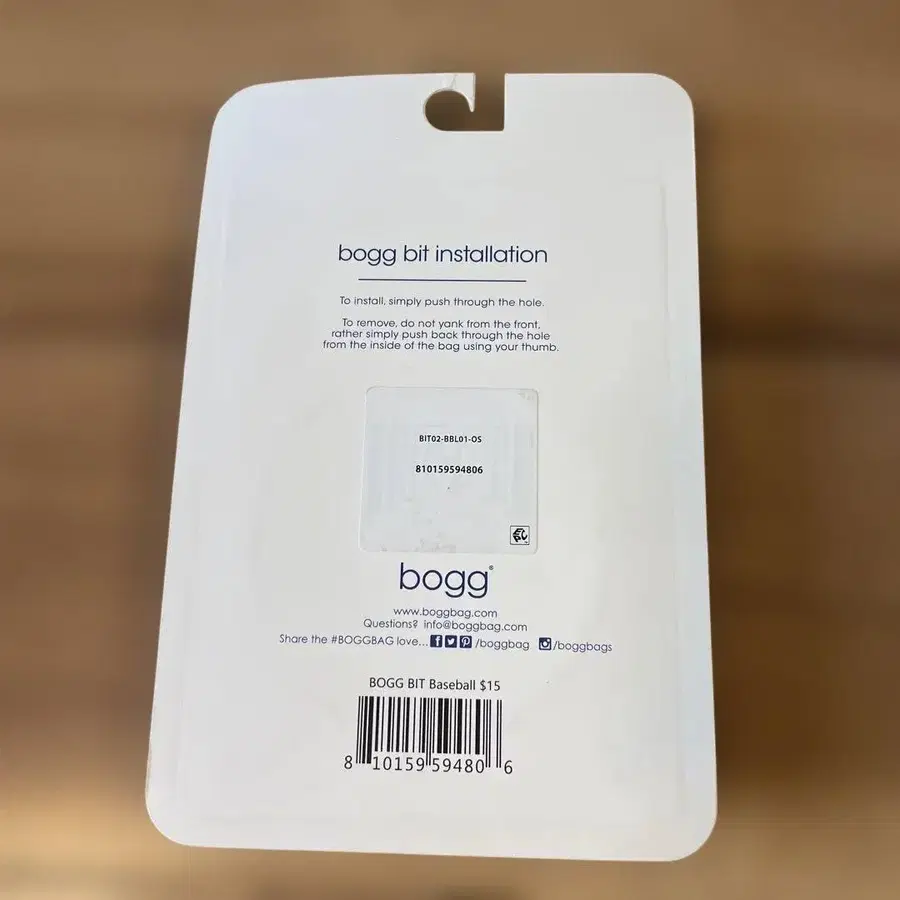 bogg bit installation
To install, simply push through the hole.
To remove, do not yank from the front,
rather simply push back through the hole
from the inside of the bag using your thumb.
BIT02-BBL01-OS
810159594806
bogg®
www.boggbag.com
Questions? info@boggbag.com
Share the #BOGGBAG love... /boggbag /boggbags
BOGG BIT Baseball $15
8 10159 59480 6